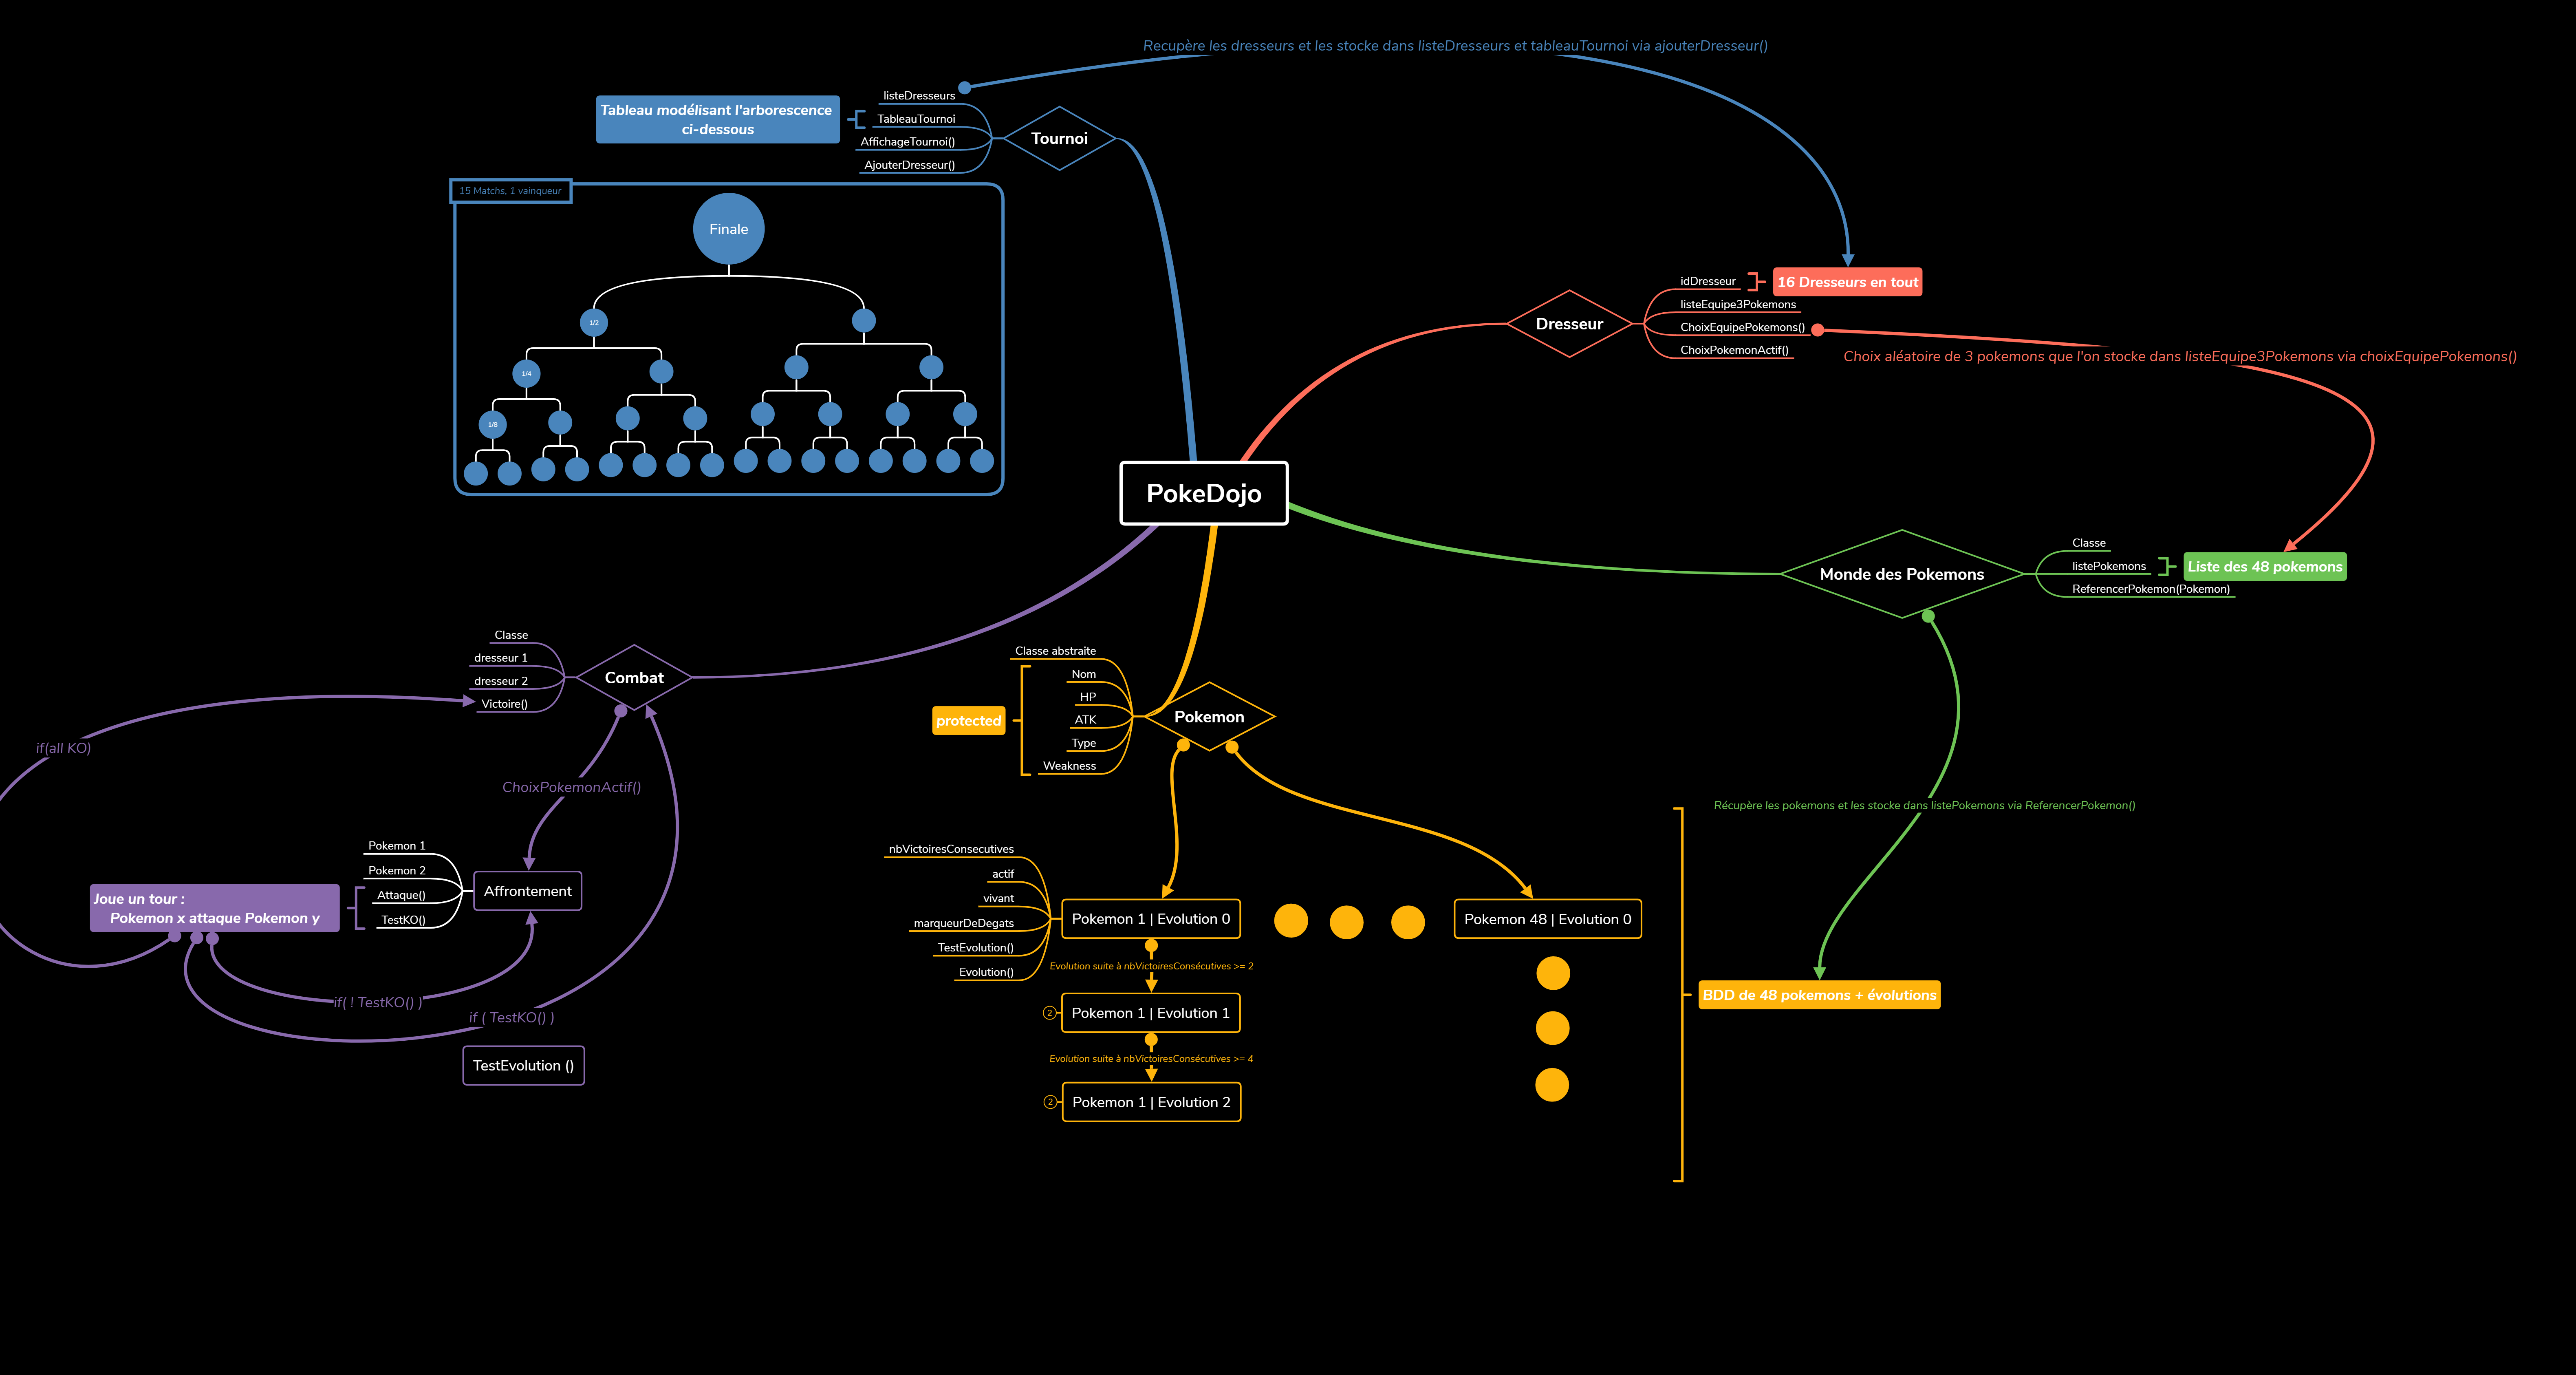 Recupère les dresseurs et les stocke dans listeDresseurs et tableauTournoi via ajouterDresseur()
Tableau modélisant l'arborescence
ci-dessous
listeDresseurs
TableauTournoi
AffichageTournoi()
AjouterDresseur()
Tournoi
15 Matchs, 1 vainqueur
Finale
1/2
1/4
1/8
Dresseur
idDresseur
listeEquipe3Pokemons
ChoixEquipePokemons()
ChoixPokemonActif()
16 Dresseurs en tout
Choix aléatoire de 3 pokemons que l'on stocke dans listeEquipe3Pokemons via choixEquipePokemons()
PokeDojo
Monde des Pokemons
Classe
listePokemons
ReferencerPokemon(Pokemon)
Liste des 48 pokemons
Classe
dresseur 1
dresseur 2
Victoire()
Combat
if(all KO)
ChoixPokemonActif()
Pokemon 1
Pokemon 2
Attaque()
TestKO()
Affrontement
Joue un tour :
Pokemon x attaque Pokemon y
if( ! TestKO() )
if ( TestKO() )
TestEvolution ()
Classe abstraite
Nom
HP
ATK
Type
Weakness
protected
Pokemon
nbVictoiresConsecutives
actif
vivant
marqueurDeDegats
TestEvolution()
Evolution()
Pokemon 1 | Evolution 0
Pokemon 48 | Evolution 0
Evolution suite à nbVictoiresConsécutives >= 2
2
Pokemon 1 | Evolution 1
Evolution suite à nbVictoiresConsécutives >= 4
2
Pokemon 1 | Evolution 2
Récupère les pokemons et les stocke dans listePokemons via ReferencerPokemon()
BDD de 48 pokemons + évolutions